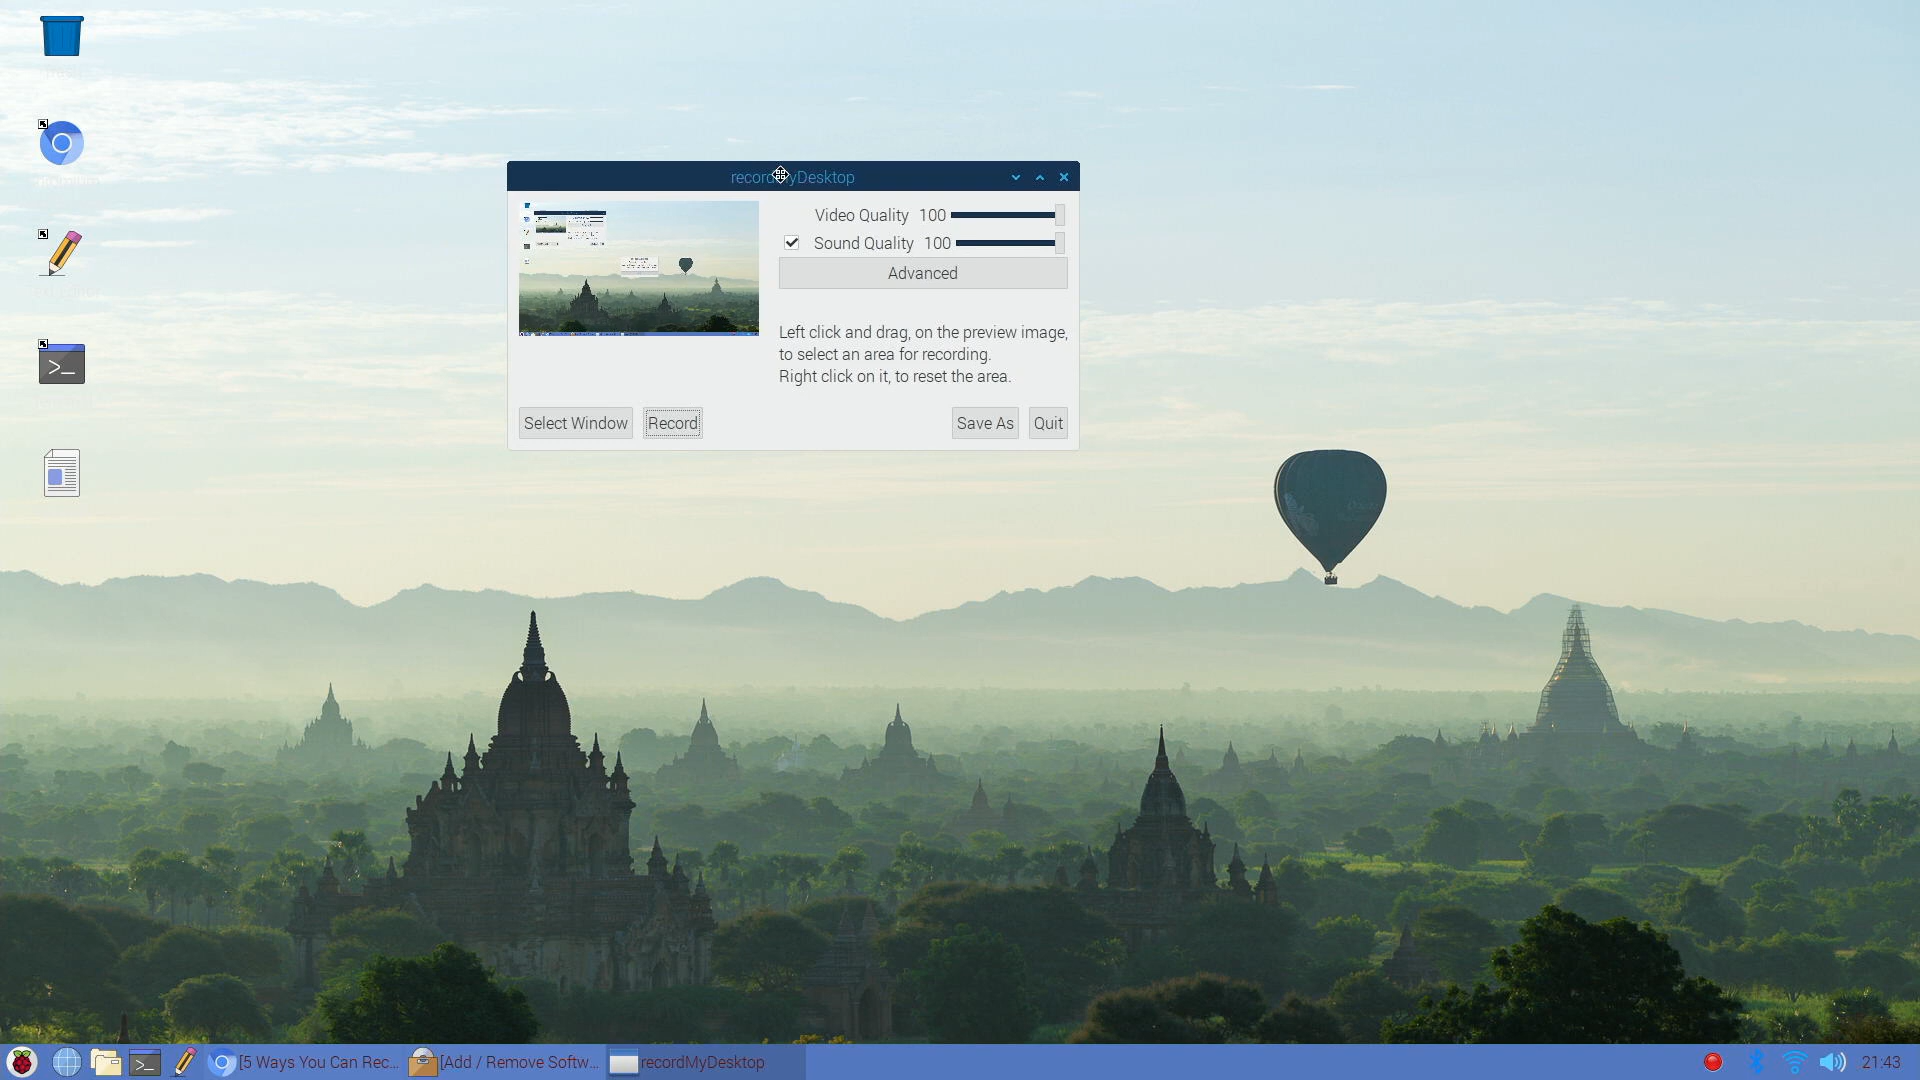 recordMyDesktop
Video Quality 100
Sound Quality 100
Advanced
Left click and drag, on the preview image,
to select an area for recording.
Right click on it, to reset the area.
Select Window
Record
Save As
Quit
[5 Ways You Can Rec...
[Add / Remove Softw...
recordMyDesktop
21:43